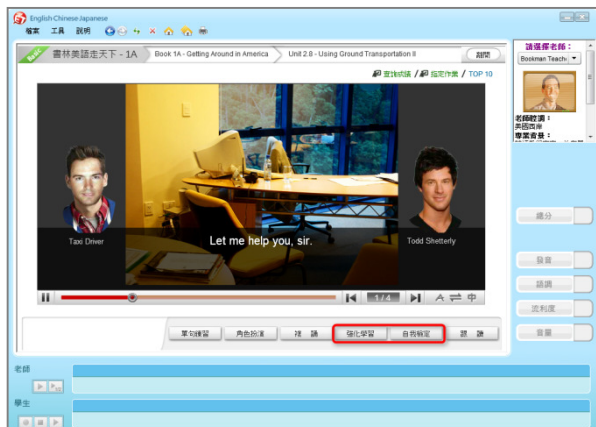 English Chinese Japanese
檔案 工具 說明
Basic 書林美語走天下 - 1A Book 1A - Getting Around in America Unit 2.8 - Using Ground Transportation II 離開
查詢成績 / 指定作業 / TOP 10
請選擇老師：
Bookman Teach
老師腔調：
美國西岸
專業背景：
Taxi Driver
Let me help you, sir.
Todd Shetterly
1/4 A 中
單句練習 角色扮演 複 誦 強化學習 自我檢定 習 講
總分
發音
語調
流利度
音量
老師
學生